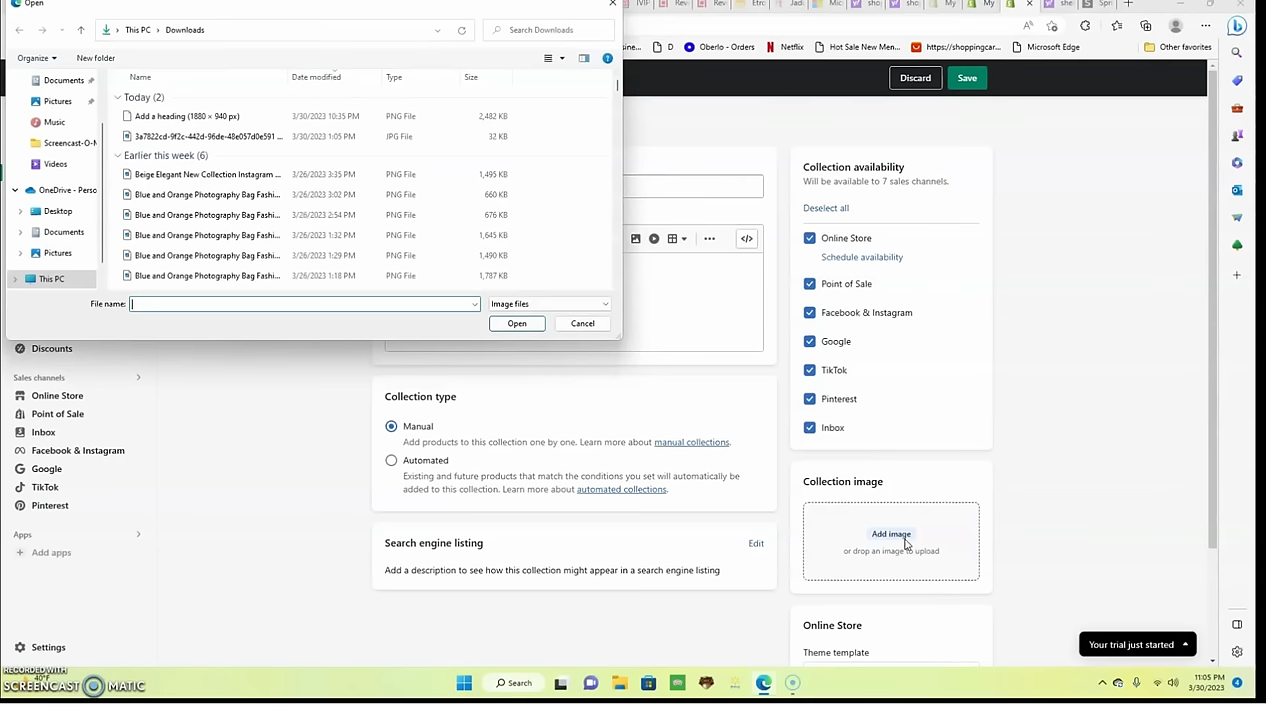 Open
This PC > Downloads
Search Downloads
Organize
New folder
Documents
Pictures
Music
Screencast-O-M
Videos
OneDrive - Perso
Desktop
Documents
Pictures
This PC
Name Date modified Type Size
Today (2)
Add a heading (1880 × 940 px) 3/30/2023 10:35 PM PNG File 2,482 KB
3a7822cd-9f2c-442d-96de-48e057d0e591 ... 3/30/2023 1:05 PM JPG File 32 KB
Earlier this week (6)
Beige Elegant New Collection Instagram ... 3/26/2023 3:35 PM PNG File 1,495 KB
Blue and Orange Photography Bag Fashi... 3/26/2023 3:02 PM PNG File 660 KB
Blue and Orange Photography Bag Fashi... 3/26/2023 2:54 PM PNG File 676 KB
Blue and Orange Photography Bag Fashi... 3/26/2023 1:32 PM PNG File 1,645 KB
Blue and Orange Photography Bag Fashi... 3/26/2023 1:29 PM PNG File 1,490 KB
Blue and Orange Photography Bag Fashi... 3/26/2023 1:18 PM PNG File 1,787 KB
File name:
Image files
Open
Cancel
Oberlo - Orders
Netflix
Hot Sale New Men...
https://shoppingcar...
Microsoft Edge
Other favorites
Discard
Save
Discounts
Sales channels
Online Store
Point of Sale
Inbox
Facebook & Instagram
Google
TikTok
Pinterest
Apps
Add apps
Settings
Collection type
Manual
Add products to this collection one by one. Learn more about manual collections.
Automated
Existing and future products that match the conditions you set will automatically be
added to this collection. Learn more about automated collections.
Search engine listing
Edit
Add a description to see how this collection might appear in a search engine listing
Collection availability
Will be available to 7 sales channels.
Deselect all
Online Store
Schedule availability
Point of Sale
Facebook & Instagram
Google
TikTok
Pinterest
Inbox
Collection image
Add image
or drop an image to upload
Online Store
Theme template
Your trial just started
RECORDED WITH
SCREENCAST MATIC
40°F
Search
11:05 PM
3/30/2023
4